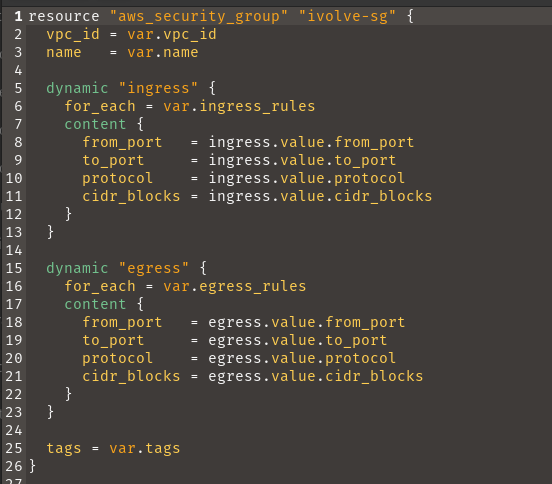 1 resource "aws_security_group" "ivolve-sg" {
2   vpc_id = var.vpc_id
3   name   = var.name
4
5   dynamic "ingress" {
6     for_each = var.ingress_rules
7     content {
8       from_port   = ingress.value.from_port
9       to_port     = ingress.value.to_port
10       protocol    = ingress.value.protocol
11       cidr_blocks = ingress.value.cidr_blocks
12     }
13   }
14
15   dynamic "egress" {
16     for_each = var.egress_rules
17     content {
18       from_port   = egress.value.from_port
19       to_port     = egress.value.to_port
20       protocol    = egress.value.protocol
21       cidr_blocks = egress.value.cidr_blocks
22     }
23   }
24
25   tags = var.tags
26 }
27